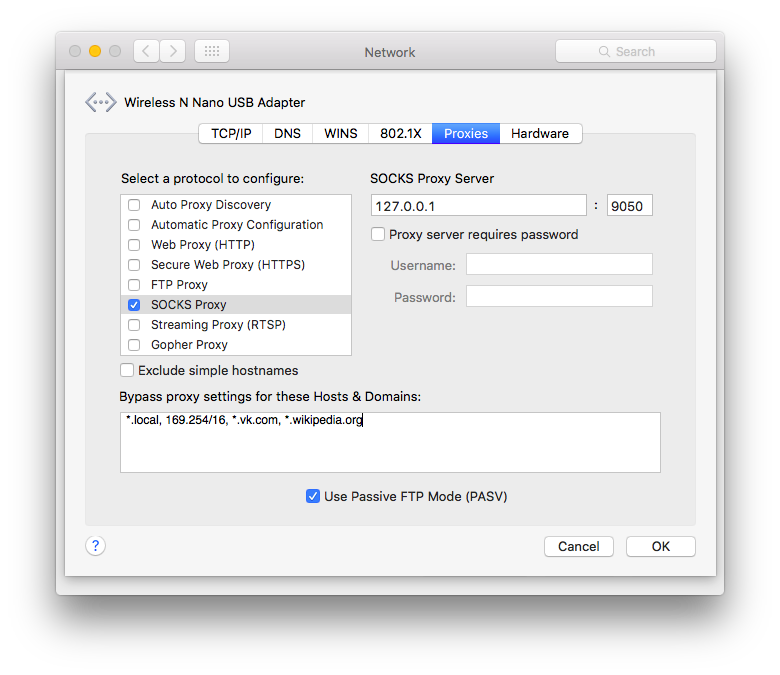 Network
Search
Wireless N Nano USB Adapter
TCP/IP DNS WINS 802.1X Proxies Hardware
Select a protocol to configure:
Auto Proxy Discovery
Automatic Proxy Configuration
Web Proxy (HTTP)
Secure Web Proxy (HTTPS)
FTP Proxy
SOCKS Proxy
Streaming Proxy (RTSP)
Gopher Proxy
SOCKS Proxy Server
127.0.0.1 : 9050
Proxy server requires password
Username:
Password:
Exclude simple hostnames
Bypass proxy settings for these Hosts & Domains:
*.local, 169.254/16, *.vk.com, *.wikipedia.org
Use Passive FTP Mode (PASV)
?
Cancel
OK